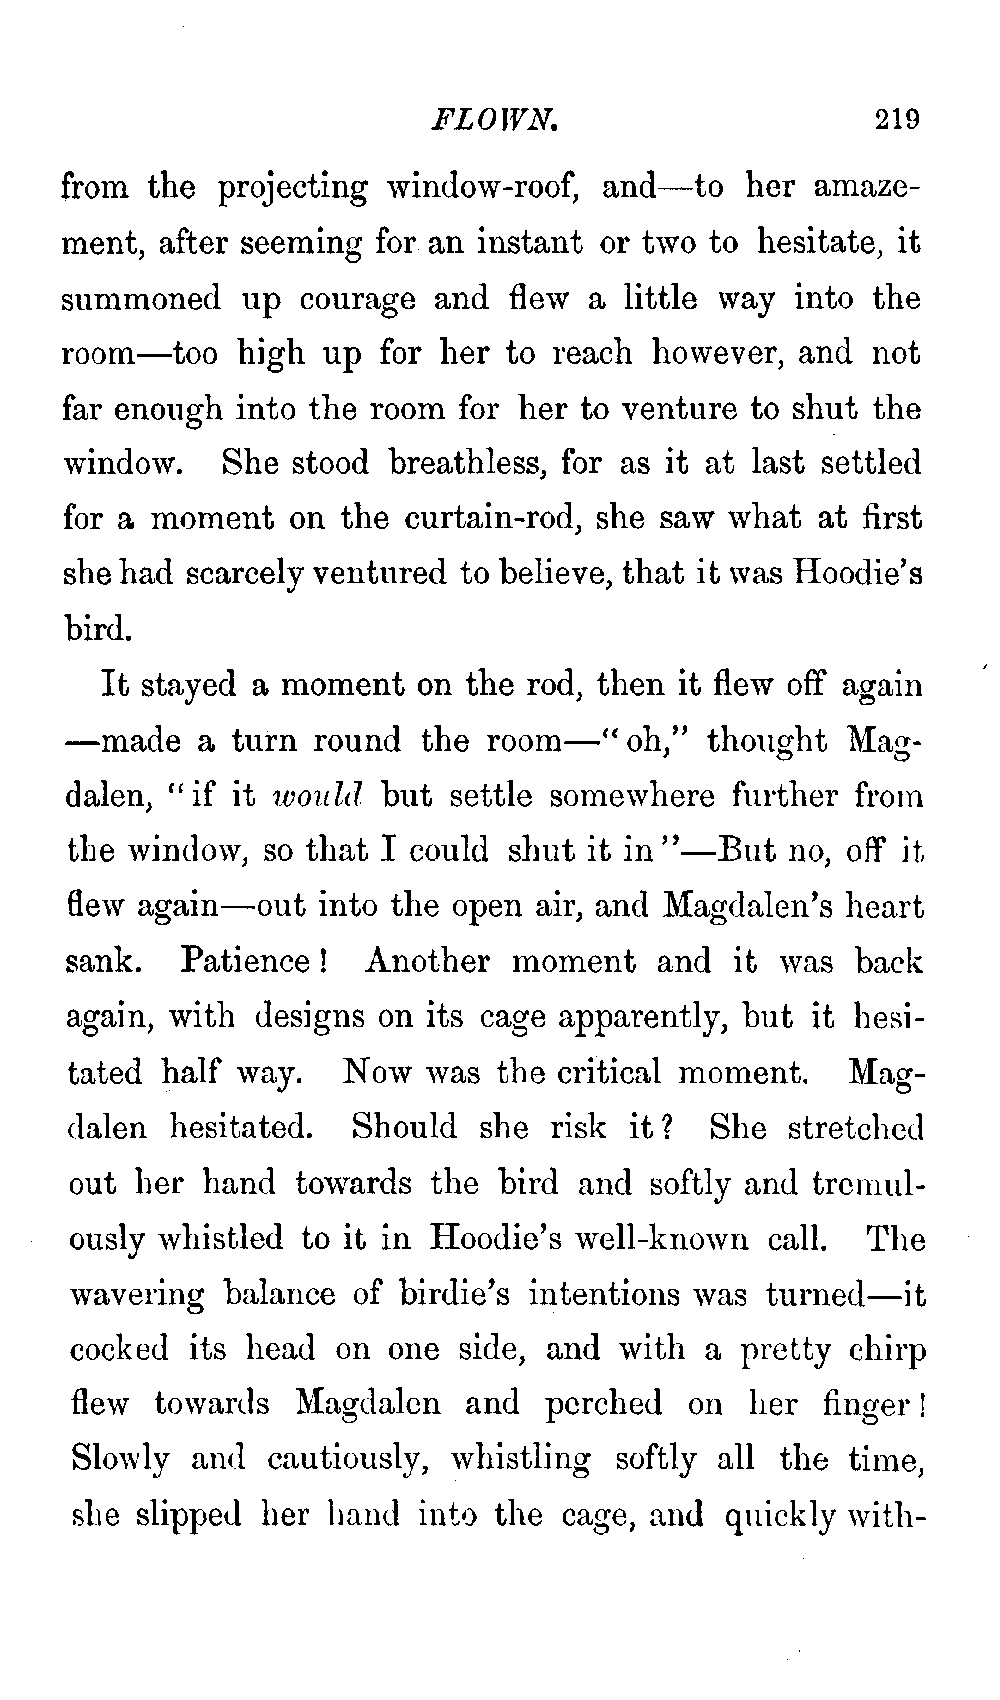 FLOWN. 219
from the projecting window-roof, and—to her amaze-
ment, after seeming for an instant or two to hesitate, it
summoned up courage and flew a little way into the
room—too high up for her to reach however, and not
far enough into the room for her to venture to shut the
window. She stood breathless, for as it at last settled
for a moment on the curtain-rod, she saw what at first
she had scarcely ventured to believe, that it was Hoodie's
bird.
It stayed a moment on the rod, then it flew off again
—made a turn round the room—“oh,” thought Mag-
dalen, “if it would but settle somewhere further from
the window, so that I could shut it in”—But no, off it
flew again—out into the open air, and Magdalen's heart
sank. Patience! Another moment and it was back
again, with designs on its cage apparently, but it hesi-
tated half way. Now was the critical moment. Mag-
dalen hesitated. Should she risk it? She stretched
out her hand towards the bird and softly and tremul-
ously whistled to it in Hoodie's well-known call. The
wavering balance of birdie's intentions was turned—it
cocked its head on one side, and with a pretty chirp
flew towards Magdalen and perched on her finger!
Slowly and cautiously, whistling softly all the time,
she slipped her hand into the cage, and quickly with-